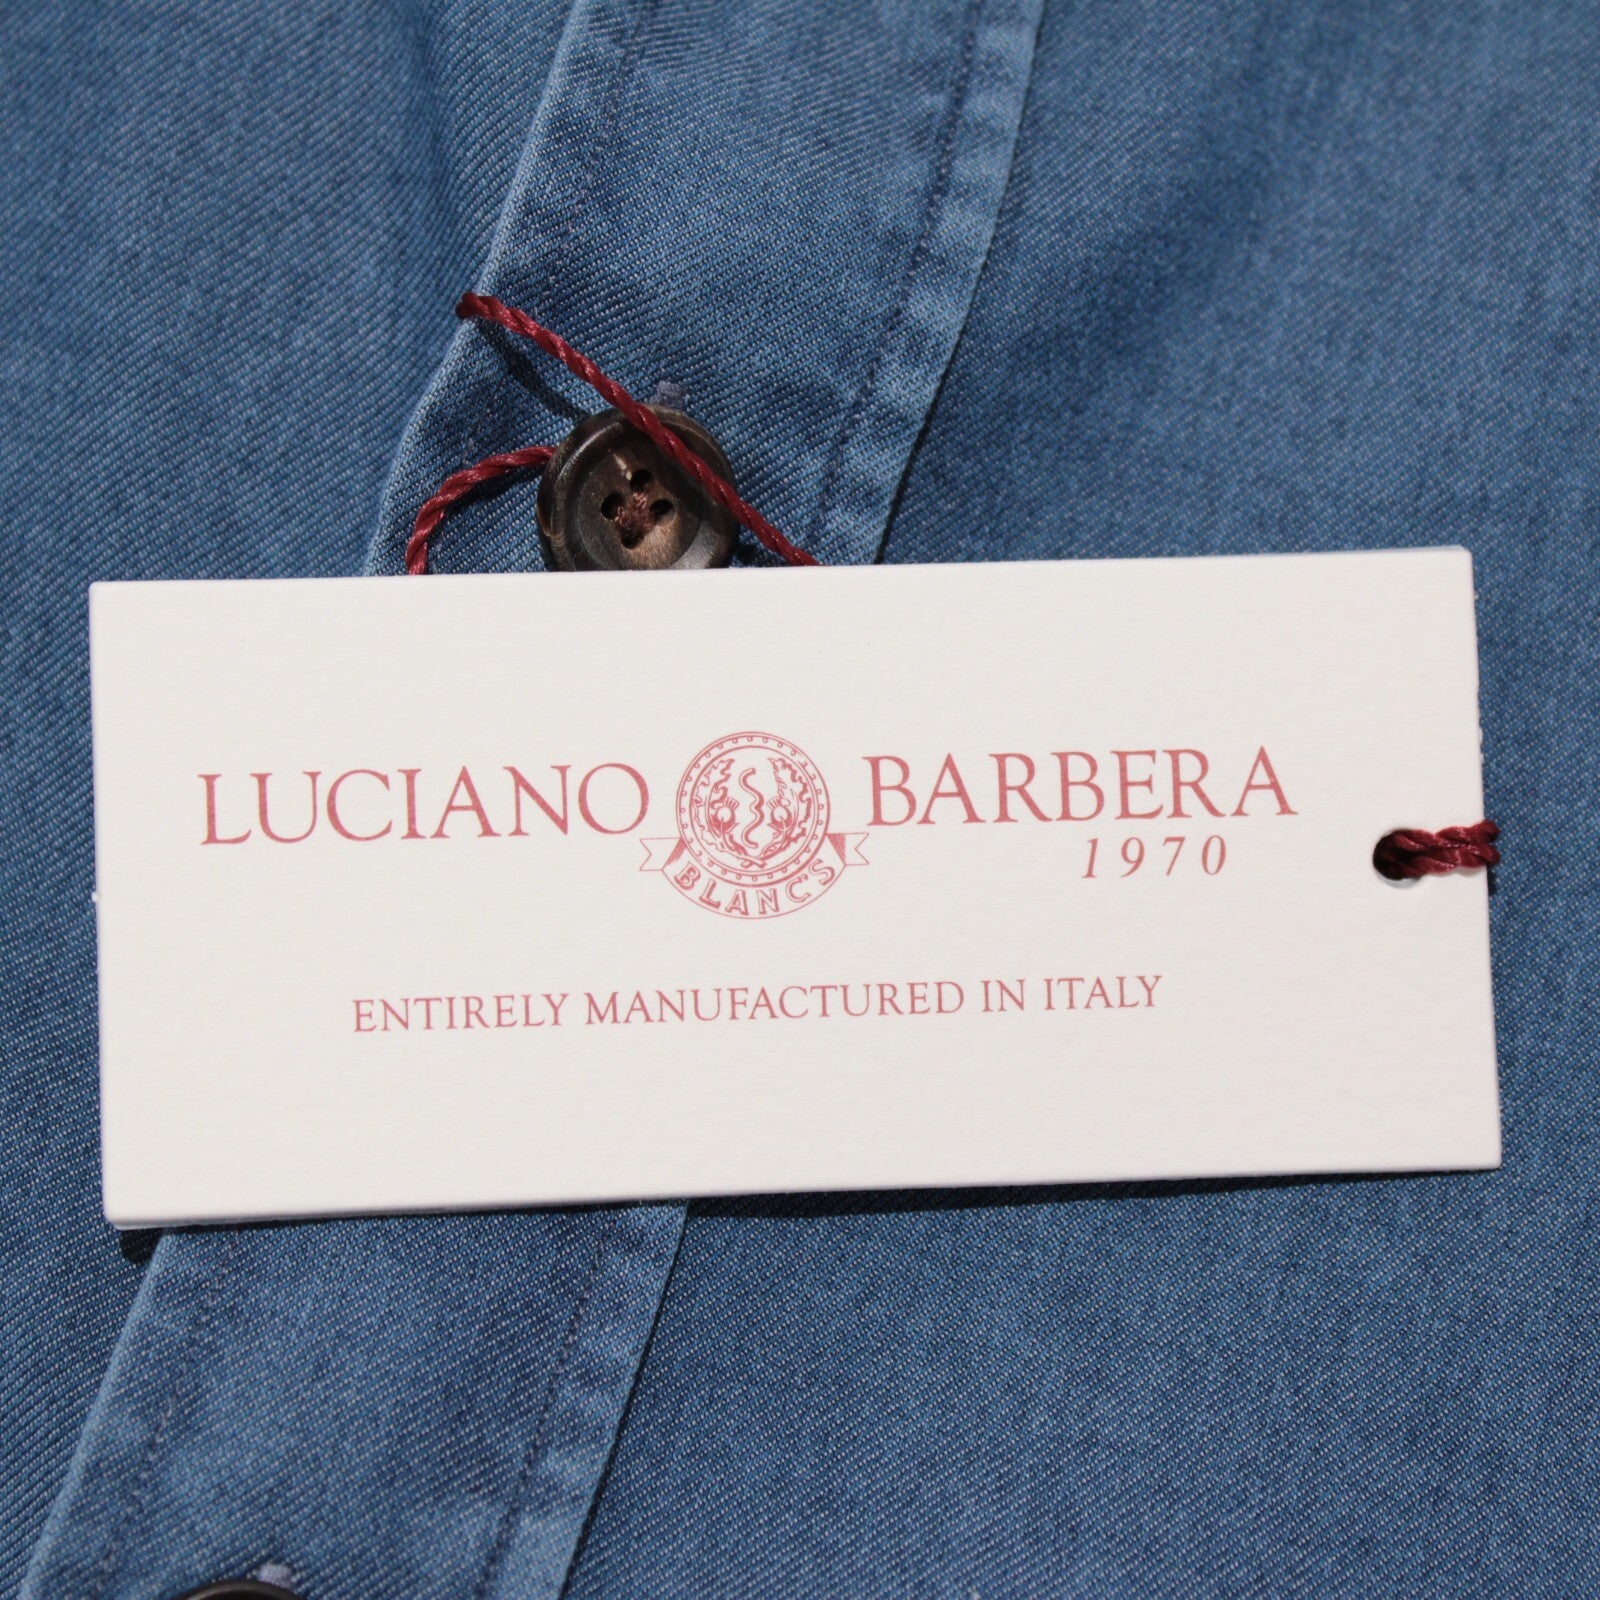 LUCIANO BARBERA
1970
BLANC'S
ENTIRELY MANUFACTURED IN ITALY